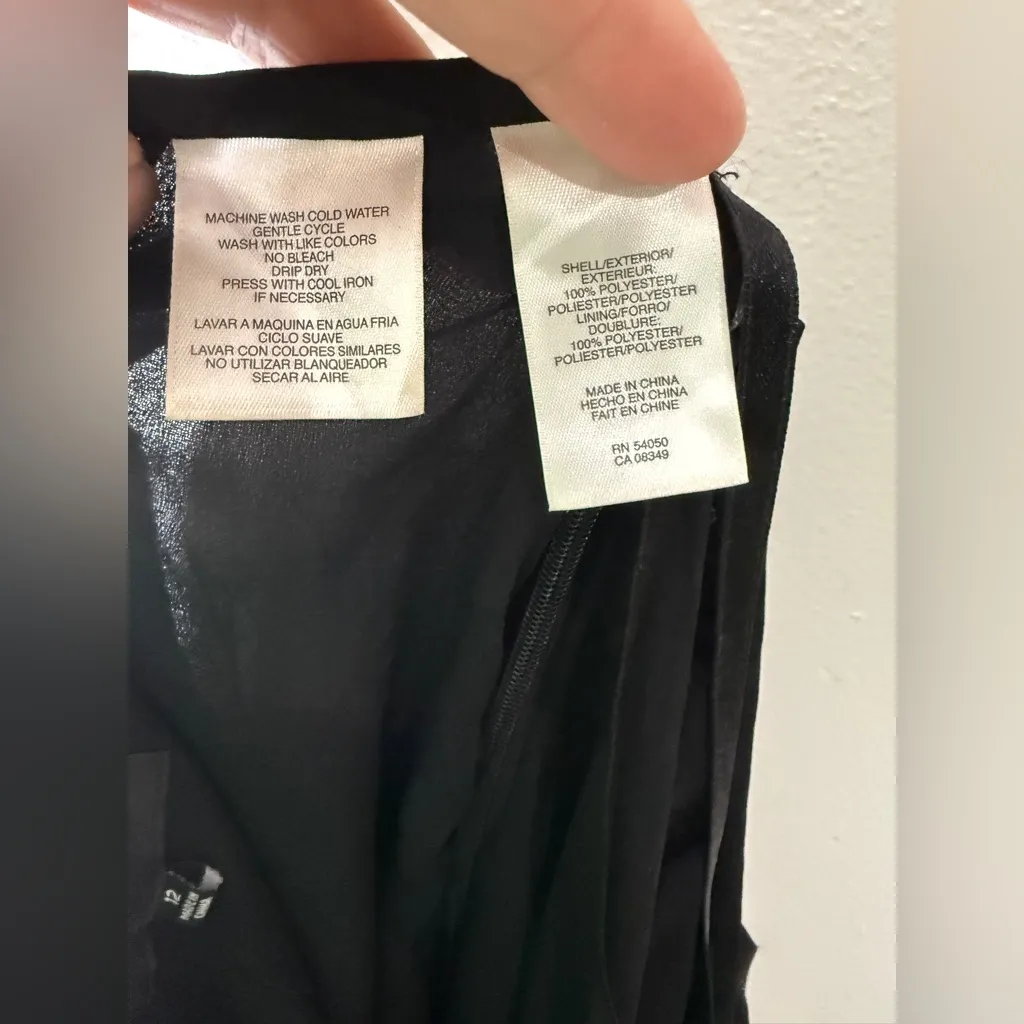 MACHINE WASH COLD WATER
GENTLE CYCLE
WASH WITH LIKE COLORS
NO BLEACH
DRIP DRY
PRESS WITH COOL IRON
IF NECESSARY
LAVAR A MAQUINA EN AGUA FRIA
CICLO SUAVE
LAVAR CON COLORES SIMILARES
NO UTILIZAR BLANQUEADOR
SECAR AL AIRE
SHELL/EXTERIOR/
EXTERIEUR:
100% POLYESTER/
POLIESTER/POLYESTER
LINING/FORRO/
DOUBLURE:
100% POLYESTER/
POLIESTER/POLYESTER
MADE IN CHINA
HECHO EN CHINA
FAIT EN CHINE
RN 54050
CA 08349
12
MADE IN
CHINA